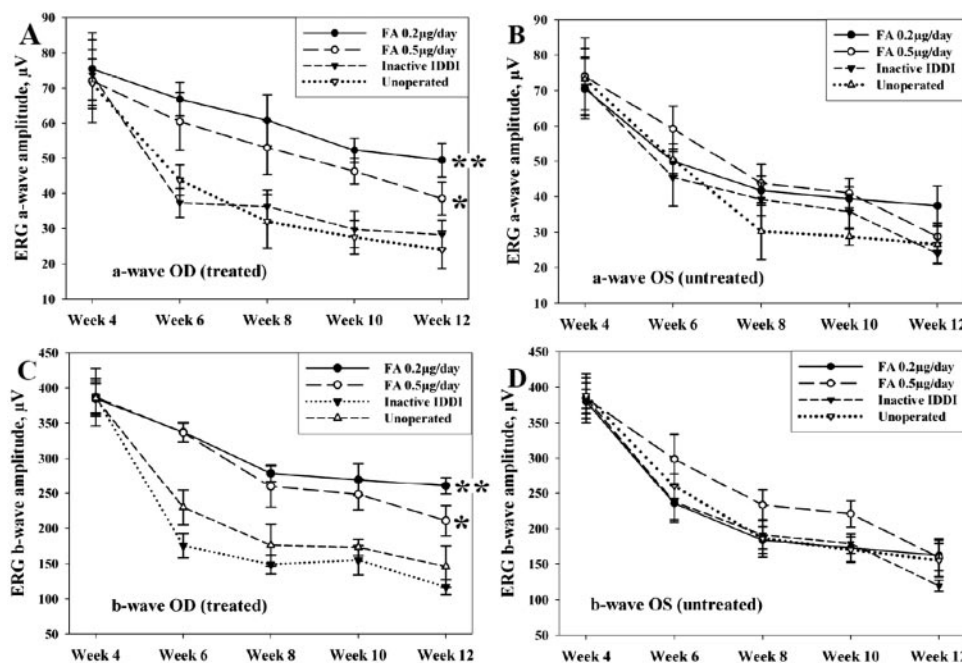 A
FA 0.2µg/day
FA 0.5µg/day
Inactive IDDI
Unoperated
ERG a-wave amplitude, µV
90
80
70
60
50
40
30
20
10
**
*
a-wave OD (treated)
Week 4 Week 6 Week 8 Week 10 Week 12
B
FA 0.2µg/day
FA 0.5µg/day
Inactive IDDI
Unoperated
ERG a-wave amplitude, µV
90
80
70
60
50
40
30
20
10
a-wave OS (untreated)
Week 4 Week 6 Week 8 Week 10 Week 12
C
FA 0.2µg/day
FA 0.5µg/day
Inactive IDDI
Unoperated
ERG b-wave amplitude, µV
450
400
350
300
250
200
150
100
50
**
*
b-wave OD (treated)
Week 4 Week 6 Week 8 Week 10 Week 12
D
FA 0.2µg/day
FA 0.5µg/day
Inactive IDDI
Unoperated
ERG b-wave amplitude, µV
450
400
350
300
250
200
150
100
50
b-wave OS (untreated)
Week 4 Week 6 Week 8 Week 10 Week 12